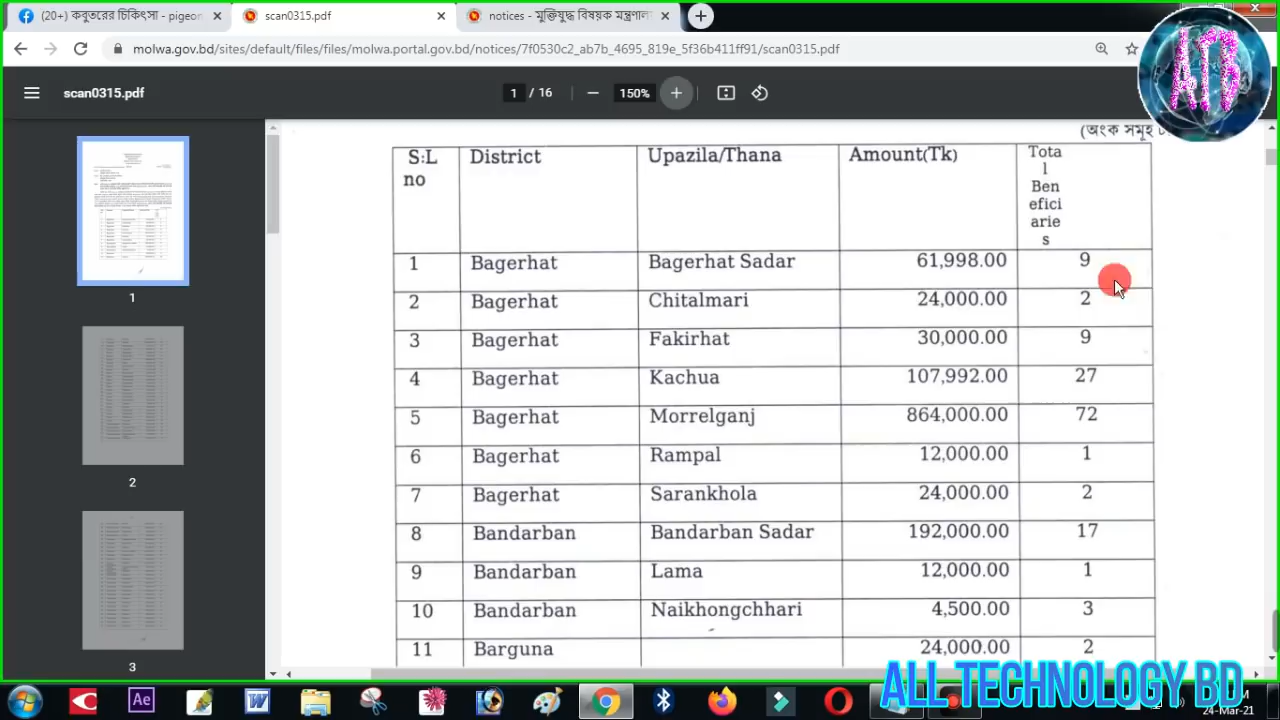 (20+) কবুতরের চিকিৎসা - pigeon
scan0315.pdf
notices - মুক্তিযুদ্ধ বিষয়ক মন্ত্রণাল
molwa.gov.bd/sites/default/files/files/molwa.portal.gov.bd/notices/7f0530c2_ab7b_4695_819e_5f36b411ff91/scan0315.pdf
scan0315.pdf
1 / 16
150%
(অংক সমূহ
S:L no District Upazila/Thana Amount(Tk) Total Beneficiaries
1 Bagerhat Bagerhat Sadar 61,998.00 9
2 Bagerhat Chitalmari 24,000.00 2
3 Bagerhat Fakirhat 30,000.00 9
4 Bagerhat Kachua 107,992.00 27
5 Bagerhat Morrelganj 864,000.00 72
6 Bagerhat Rampal 12,000.00 1
7 Bagerhat Sarankhola 24,000.00 2
8 Bandarban Bandarban Sadar 192,000.00 17
9 Bandarban Lama 12,000.00 1
10 Bandarban Naikhongchhari 4,500.00 3
11 Barguna 24,000.00 2
1
2
3
ATB
ALL TECHNOLOGY BD
24-Mar-21